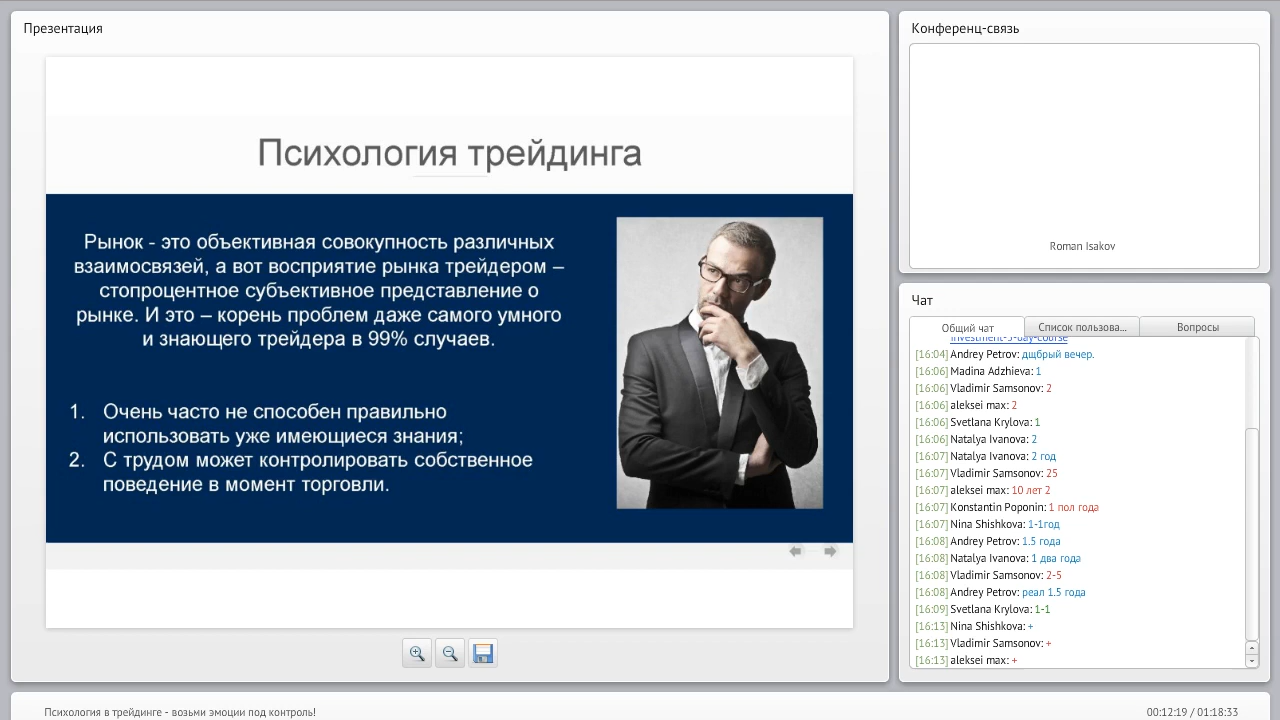 Презентация
Психология трейдинга
Рынок - это объективная совокупность различных
взаимосвязей, а вот восприятие рынка трейдером –
стопроцентное субъективное представление о
рынке. И это – корень проблем даже самого умного
и знающего трейдера в 99% случаев.
1. Очень часто не способен правильно
использовать уже имеющиеся знания;
2. С трудом может контролировать собственное
поведение в момент торговли.
Конференц-связь
Roman Isakov
Чат
Общий чат
Список пользова...
Вопросы
investment-5-day-course
[16:04] Andrey Petrov: дщбрый вечер.
[16:06] Madina Adzhieva: 1
[16:06] Vladimir Samsonov: 2
[16:06] aleksei max: 2
[16:06] Svetlana Krylova: 1
[16:06] Natalya Ivanova: 2
[16:07] Natalya Ivanova: 2 год
[16:07] Vladimir Samsonov: 25
[16:07] aleksei max: 10 лет 2
[16:07] Konstantin Poponin: 1 пол года
[16:07] Nina Shishkova: 1-1год
[16:08] Andrey Petrov: 1.5 года
[16:08] Natalya Ivanova: 1 два года
[16:08] Vladimir Samsonov: 2-5
[16:08] Andrey Petrov: реал 1.5 года
[16:09] Svetlana Krylova: 1-1
[16:13] Nina Shishkova: +
[16:13] Vladimir Samsonov: +
[16:13] aleksei max: +
Психология в трейдинге - возьми эмоции под контроль!
00:12:19 / 01:18:33